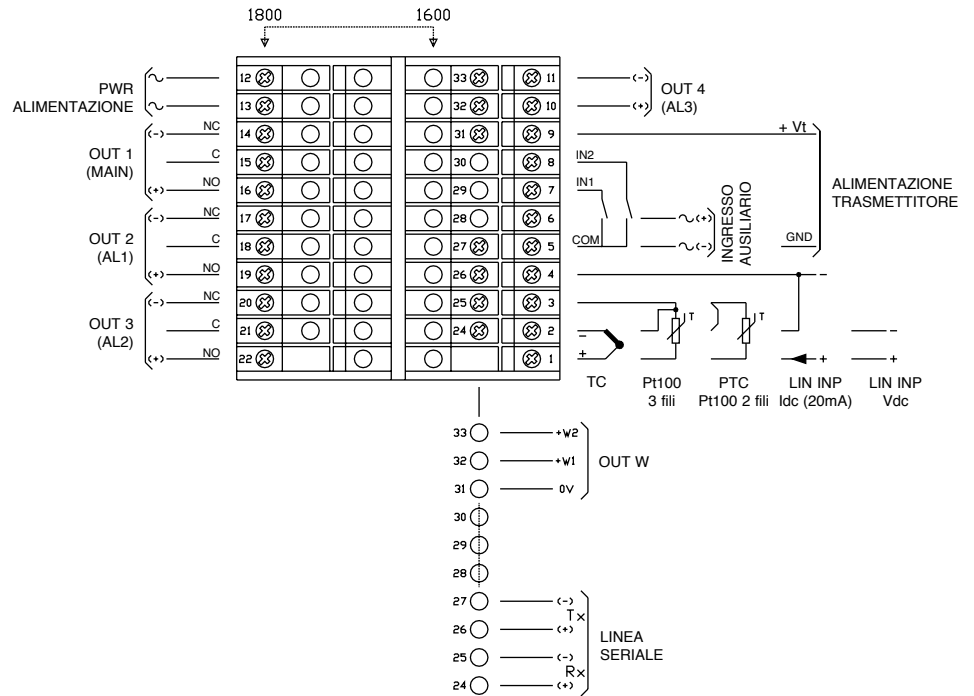 1800 1600
PWR
ALIMENTAZIONE
12 33 11 (-)
13 32 10 (+)
OUT 4
(AL3)
OUT 1
(MAIN)
(-) NC 14 31 9 + Vt
C 15 30 8 IN2
(+) NO 16 29 7 IN1
OUT 2
(AL1)
(-) NC 17 28 6 (+)
C 18 27 5 COM (-) GND
(+) NO 19 26 4 -
INGRESSO
AUSILIARIO
ALIMENTAZIONE
TRASMETTITORE
OUT 3
(AL2)
(-) NC 20 25 3 T T
C 21 24 2 - -
(+) NO 22 1 + + +
TC
Pt100
3 fili
PTC
Pt100 2 fili
LIN INP
Idc (20mA)
LIN INP
Vdc
33 +W2
32 +W1
31 0V
OUT W
30
29
28
27 (-)
Tx
26 (+)
25 (-)
Rx
24 (+)
LINEA
SERIALE